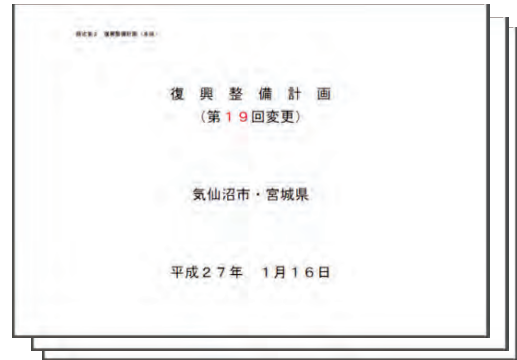 復興整備計画
（第１９回変更）
気仙沼市・宮城県
平成２７年　１月１６日